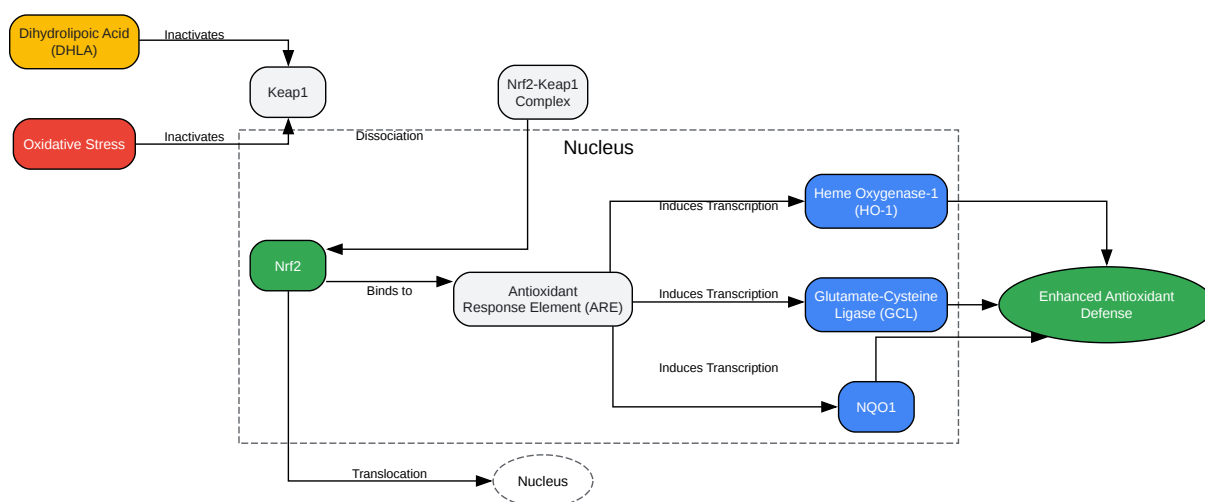 Dihydrolipoic Acid
(DHLA)
Inactivates
Keap1
Nrf2-Keap1
Complex
Oxidative Stress
Inactivates
Dissociation
Nucleus
Heme Oxygenase-1
(HO-1)
Induces Transcription
Nrf2
Binds to
Antioxidant
Response Element (ARE)
Induces Transcription
Glutamate-Cysteine
Ligase (GCL)
Enhanced Antioxidant
Defense
Induces Transcription
NQO1
Translocation
Nucleus